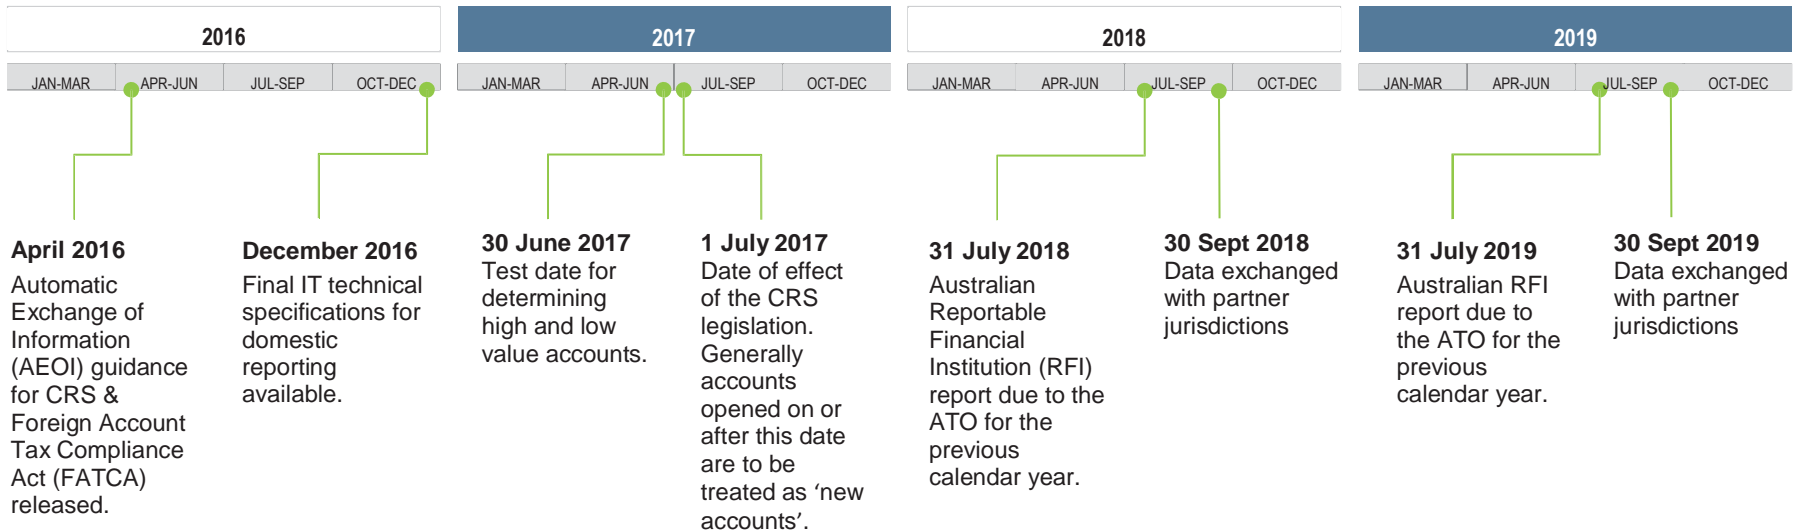 2016
2017
2018
2019
JAN-MAR
APR-JUN
JUL-SEP
OCT-DEC
JAN-MAR
APR-JUN
JUL-SEP
OCT-DEC
JAN-MAR
APR-JUN
JUL-SEP
OCT-DEC
JAN-MAR
APR-JUN
JUL-SEP
OCT-DEC
April 2016
Automatic
Exchange of
Information
(AEOI) guidance
for CRS &
Foreign Account
Tax Compliance
Act (FATCA)
released.
December 2016
Final IT technical
specifications for
domestic
reporting
available.
30 June 2017
Test date for
determining
high and low
value accounts.
1 July 2017
Date of effect
of the CRS
legislation.
Generally
accounts
opened on or
after this date
are to be
treated as ‘new
accounts’.
31 July 2018
Australian
Reportable
Financial
Institution (RFI)
report due to the
ATO for the
previous
calendar year.
30 Sept 2018
Data exchanged
with partner
jurisdictions
31 July 2019
Australian RFI
report due to
the ATO for the
previous
calendar year.
30 Sept 2019
Data exchanged
with partner
jurisdictions